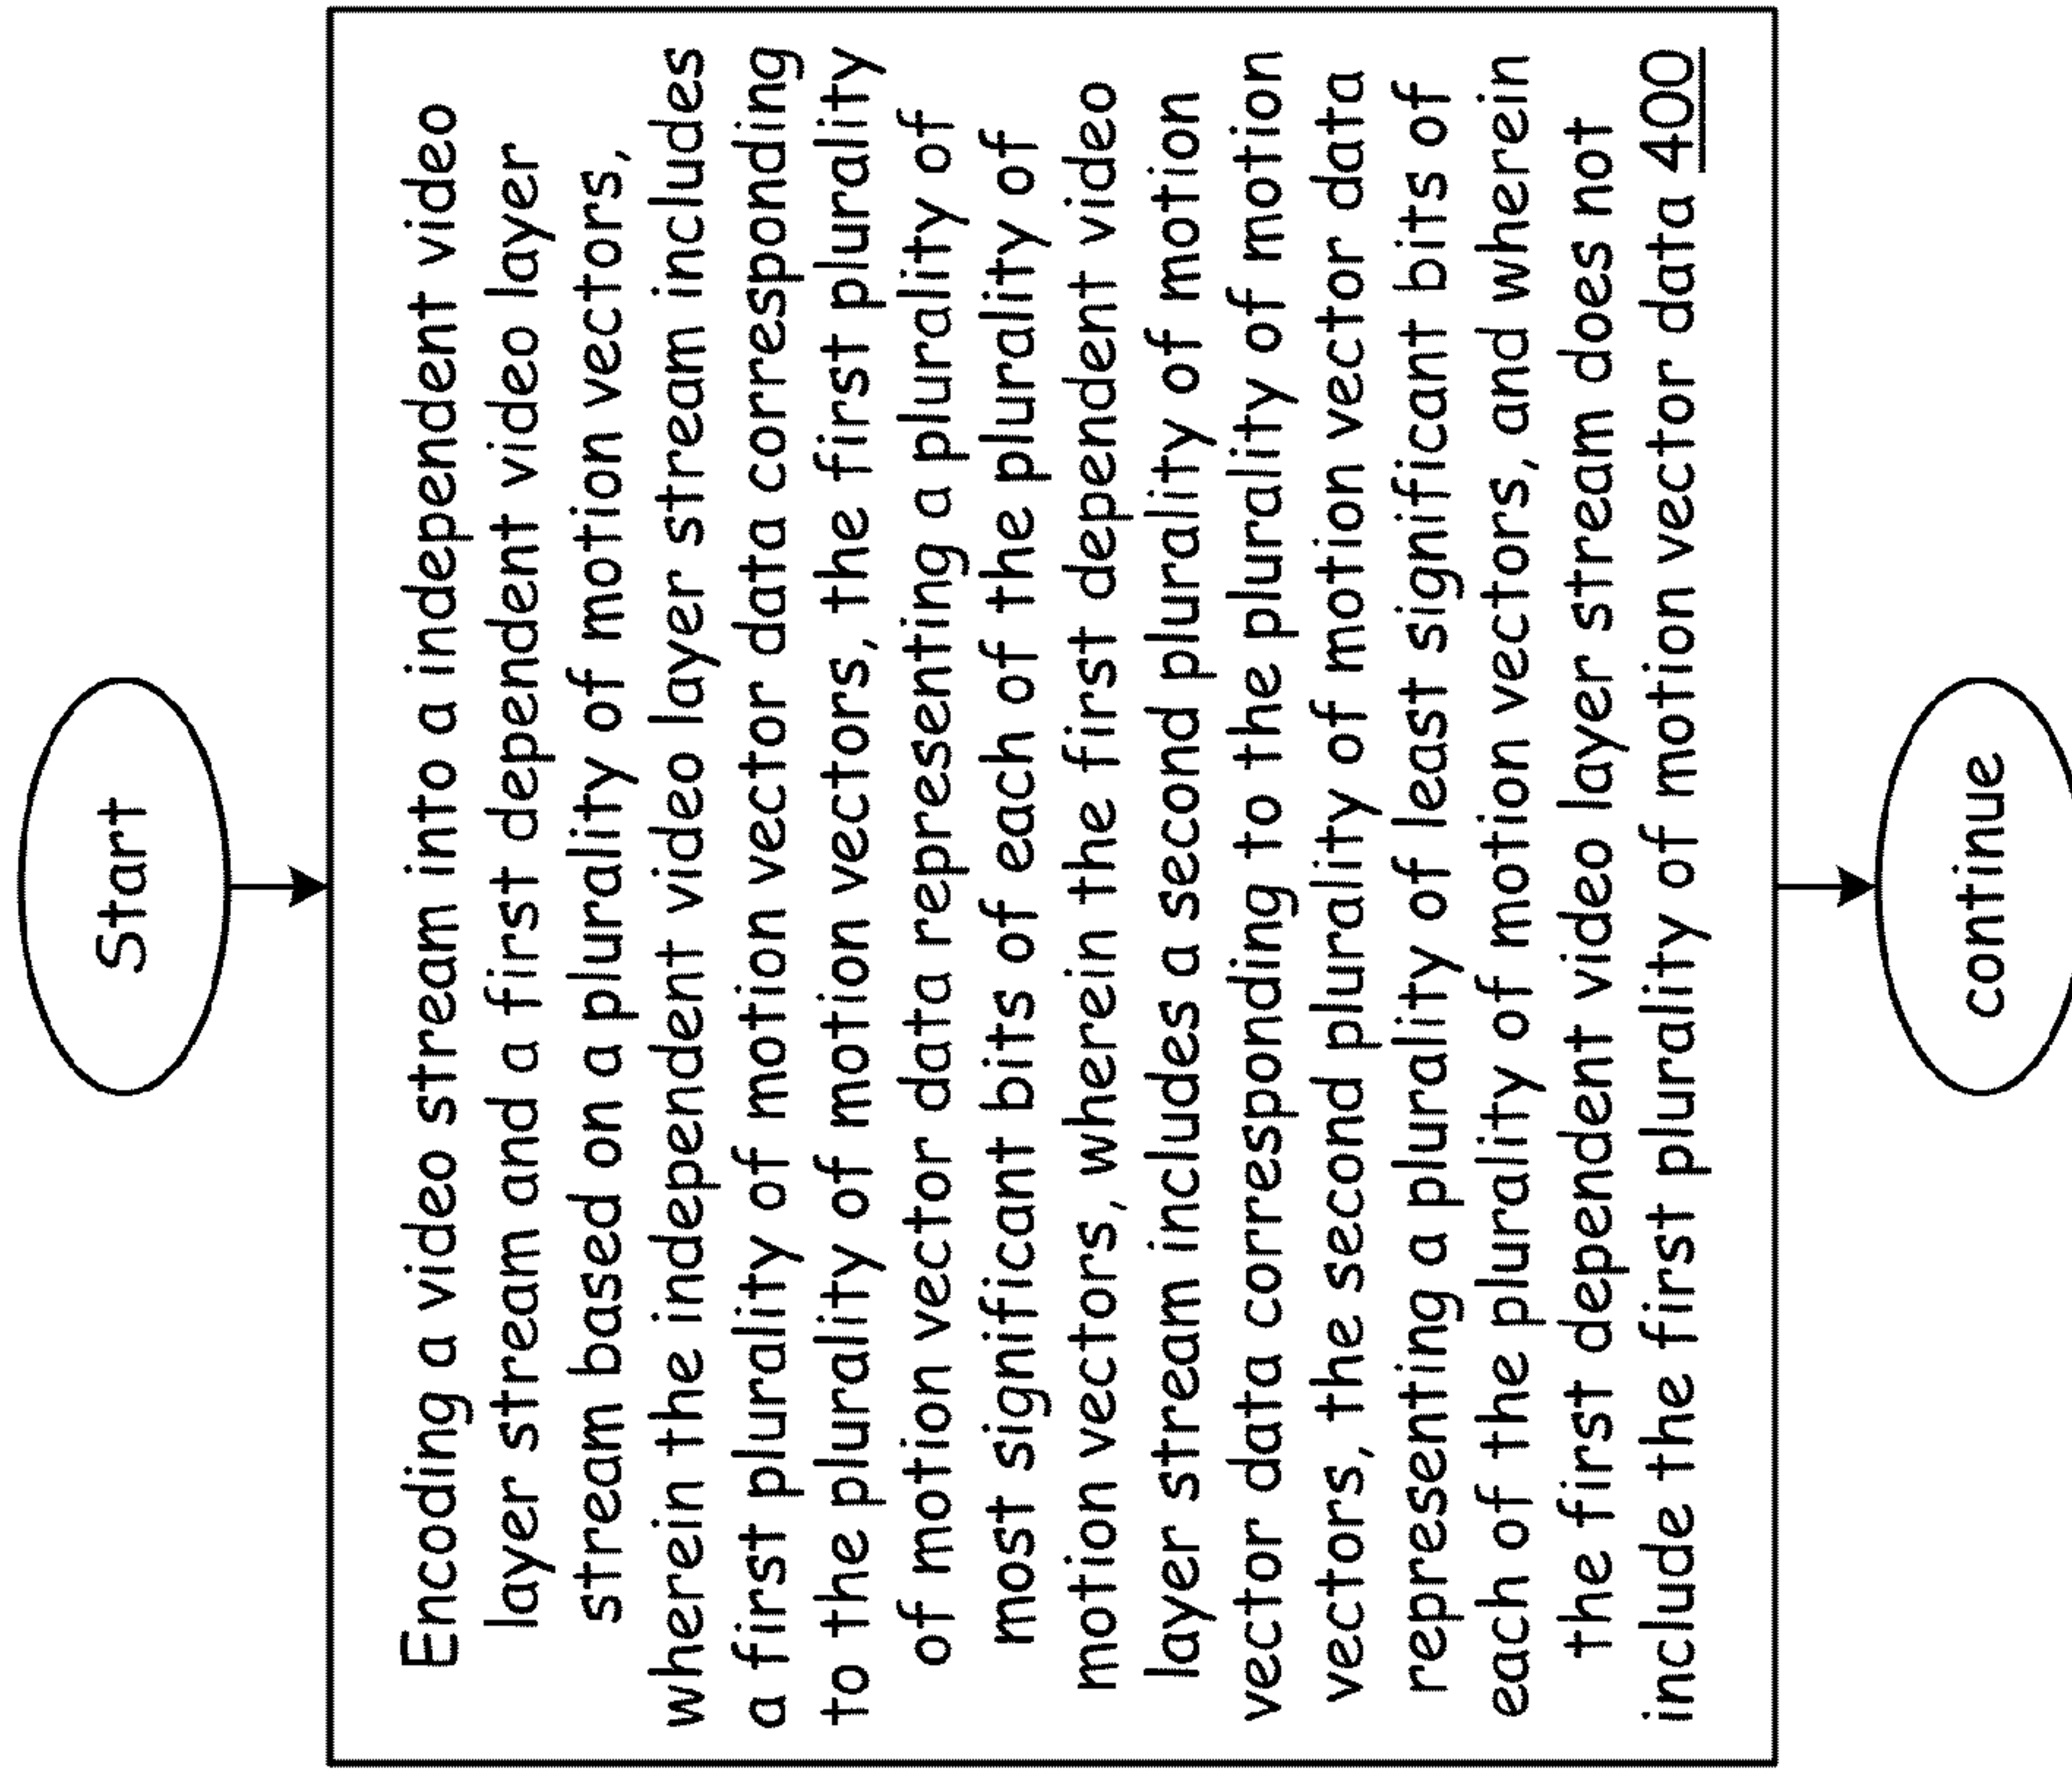 Start
Encoding a video stream into a independent video
layer stream and a first dependent video layer
stream based on a plurality of motion vectors,
wherein the independent video layer stream includes
a first plurality of motion vector data corresponding
to the plurality of motion vectors, the first plurality
of motion vector data representing a plurality of
most significant bits of each of the plurality of
motion vectors, wherein the first dependent video
layer stream includes a second plurality of motion
vector data corresponding to the plurality of motion
vectors, the second plurality of motion vector data
representing a plurality of least significant bits of
each of the plurality of motion vectors, and wherein
the first dependent video layer stream does not
include the first plurality of motion vector data 400
continue